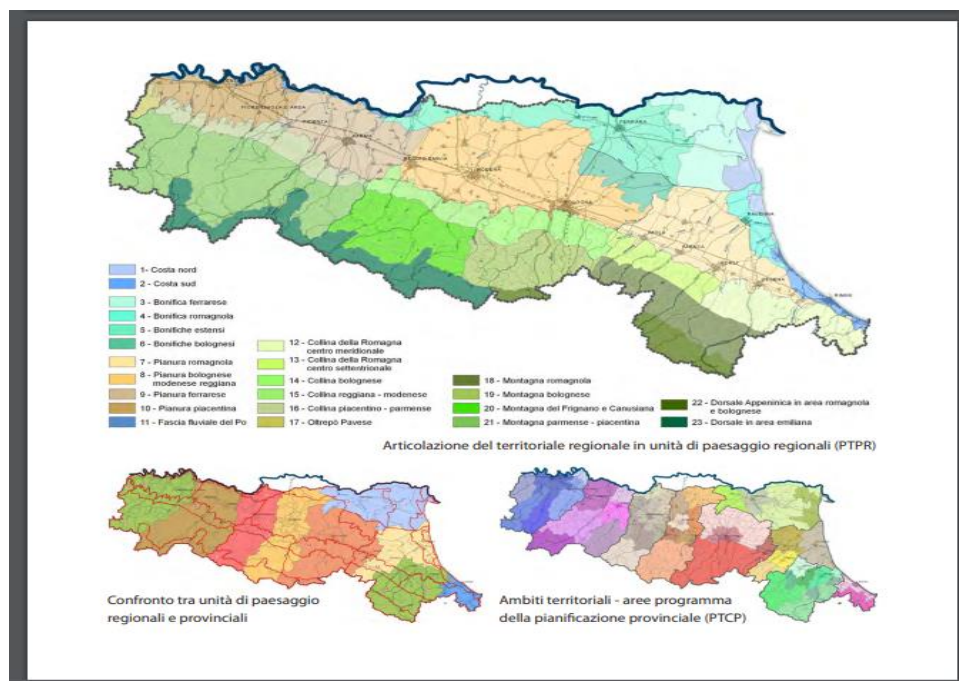 FERRARA
PARMA
MODENA
BOLOGNA
RAVENNA
RIMINI
1- Costa nord
2 - Costa sud
3 - Bonifica ferrarese
4 - Bonifica romagnola
5 - Bonifiche estensi
6 - Bonifiche bolognesi
7 - Pianura romagnola
8 - Pianura bolognese
modenese reggiana
9 - Pianura ferrarese
10 - Pianura piacentina
11 - Fascia fluviale del Po
12 - Collina della Romagna
centro meridionale
13 - Collina della Romagna
centro settentrionale
14 - Collina bolognese
15 - Collina reggiana - modenese
16 - Collina piacentino - parmense
17 - Oltrepò Pavese
18 - Montagna romagnola
19 - Montagna bolognese
20 - Montagna del Frignano e Canusiana
21 - Montagna parmense - piacentina
22 - Dorsale Appeninica in area romagnola
e bolognese
23 - Dorsale in area emiliana
Articolazione del territoriale regionale in unità di paesaggio regionali (PTPR)
Confronto tra unità di paesaggio
regionali e provinciali
Ambiti territoriali - aree programma
della pianificazione provinciale (PTCP)